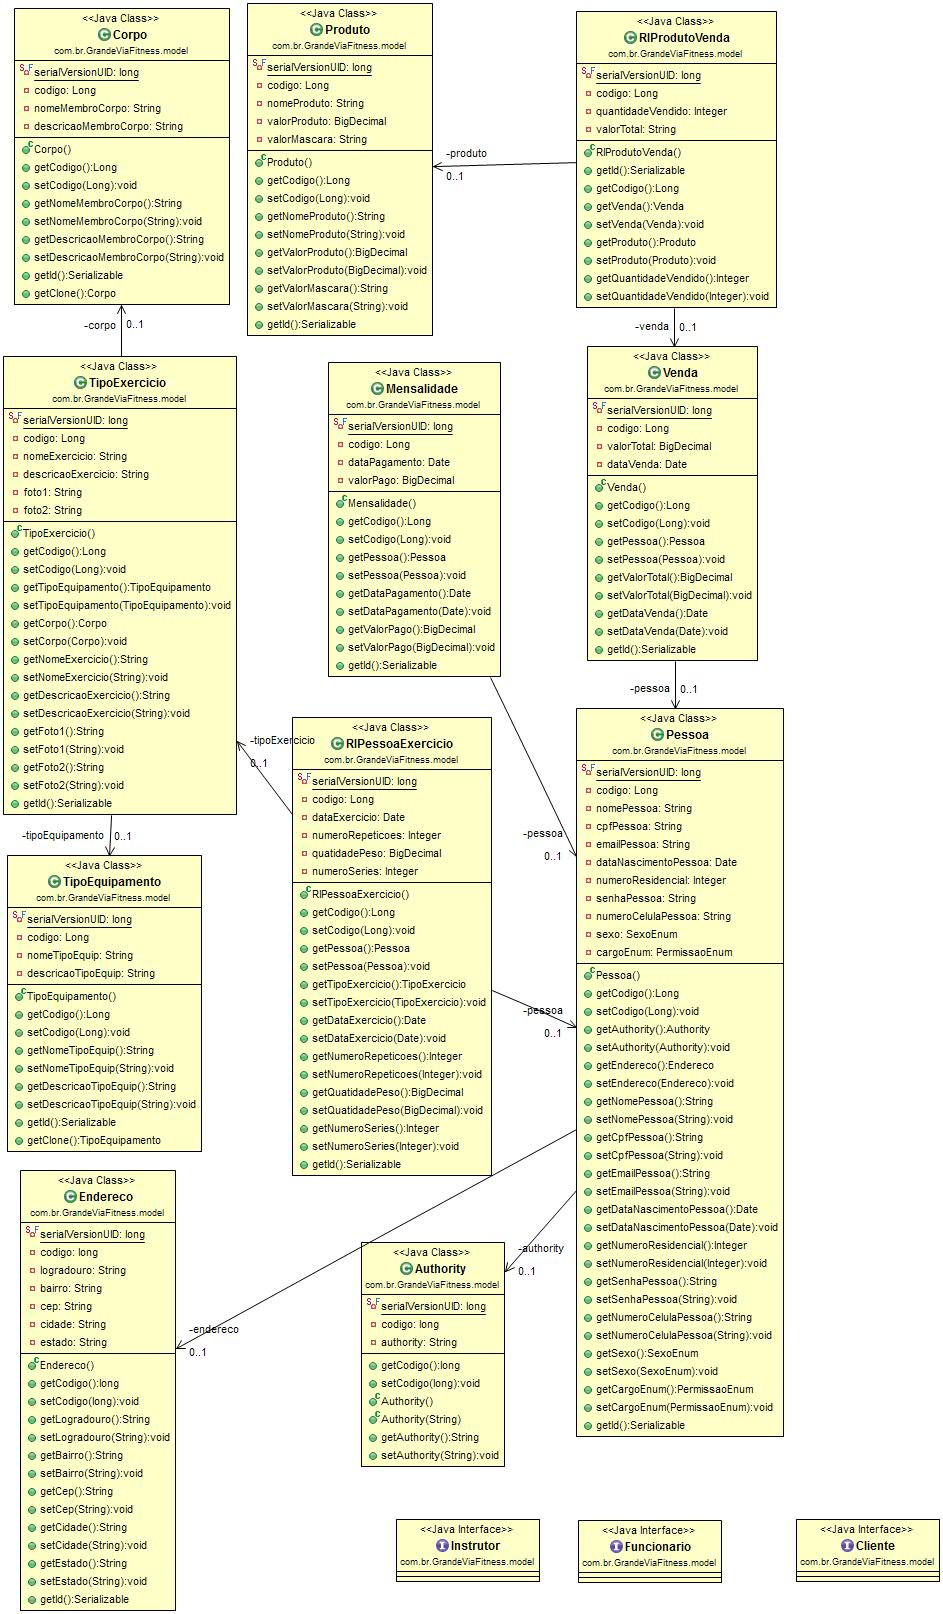 <<Java Class>>
Corpo
com.br.GrandeViaFitness.model
serialVersionUID: long
codigo: Long
nomeMembroCorpo: String
descricaoMembroCorpo: String
Corpo()
getCodigo():Long
setCodigo(Long):void
getNomeMembroCorpo():String
setNomeMembroCorpo(String):void
getDescricaoMembroCorpo():String
setDescricaoMembroCorpo(String):void
getId():Serializable
getClone():Corpo
<<Java Class>>
Produto
com.br.GrandeViaFitness.model
serialVersionUID: long
codigo: Long
nomeProduto: String
valorProduto: BigDecimal
valorMascara: String
Produto()
getCodigo():Long
setCodigo(Long):void
getNomeProduto():String
setNomeProduto(String):void
getValorProduto():BigDecimal
setValorProduto(BigDecimal):void
getValorMascara():String
setValorMascara(String):void
getId():Serializable
-produto
0..1
<<Java Class>>
RlProdutoVenda
com.br.GrandeViaFitness.model
serialVersionUID: long
codigo: Long
quantidadeVendido: Integer
valorTotal: String
RlProdutoVenda()
getId():Serializable
getCodigo():Long
getVenda():Venda
setVenda(Venda):void
getProduto():Produto
setProduto(Produto):void
getQuantidadeVendido():Integer
setQuantidadeVendido(Integer):void
-corpo 0..1
-venda 0..1
<<Java Class>>
TipoExercicio
com.br.GrandeViaFitness.model
serialVersionUID: long
codigo: Long
nomeExercicio: String
descricaoExercicio: String
foto1: String
foto2: String
TipoExercicio()
getCodigo():Long
setCodigo(Long):void
getTipoEquipamento():TipoEquipamento
setTipoEquipamento(TipoEquipamento):void
getCorpo():Corpo
setCorpo(Corpo):void
getNomeExercicio():String
setNomeExercicio(String):void
getDescricaoExercicio():String
setDescricaoExercicio(String):void
getFoto1():String
setFoto1(String):void
getFoto2():String
setFoto2(String):void
getId():Serializable
<<Java Class>>
Mensalidade
com.br.GrandeViaFitness.model
serialVersionUID: long
codigo: Long
dataPagamento: Date
valorPago: BigDecimal
Mensalidade()
getCodigo():Long
setCodigo(Long):void
getPessoa():Pessoa
setPessoa(Pessoa):void
getDataPagamento():Date
setDataPagamento(Date):void
getValorPago():BigDecimal
setValorPago(BigDecimal):void
getId():Serializable
<<Java Class>>
Venda
com.br.GrandeViaFitness.model
serialVersionUID: long
codigo: Long
valorTotal: BigDecimal
dataVenda: Date
Venda()
getCodigo():Long
setCodigo(Long):void
getPessoa():Pessoa
setPessoa(Pessoa):void
getValorTotal():BigDecimal
setValorTotal(BigDecimal):void
getDataVenda():Date
setDataVenda(Date):void
getId():Serializable
-pessoa 0..1
-tipoExercicio
0..1
-pessoa
0..1
<<Java Class>>
RlPessoaExercicio
com.br.GrandeViaFitness.model
serialVersionUID: long
codigo: Long
dataExercicio: Date
numeroRepeticoes: Integer
quatidadePeso: BigDecimal
numeroSeries: Integer
RlPessoaExercicio()
getCodigo():Long
setCodigo(Long):void
getPessoa():Pessoa
setPessoa(Pessoa):void
getTipoExercicio():TipoExercicio
setTipoExercicio(TipoExercicio):void
getDataExercicio():Date
setDataExercicio(Date):void
getNumeroRepeticoes():Integer
setNumeroRepeticoes(Integer):void
getQuatidadePeso():BigDecimal
setQuatidadePeso(BigDecimal):void
getNumeroSeries():Integer
setNumeroSeries(Integer):void
getId():Serializable
-pessoa
0..1
<<Java Class>>
Pessoa
com.br.GrandeViaFitness.model
serialVersionUID: long
codigo: Long
nomePessoa: String
cpfPessoa: String
emailPessoa: String
dataNascimentoPessoa: Date
numeroResidencial: Integer
senhaPessoa: String
numeroCelulaPessoa: String
sexo: SexoEnum
cargoEnum: PermissaoEnum
Pessoa()
getCodigo():Long
setCodigo(Long):void
getAuthority():Authority
setAuthority(Authority):void
getEndereco():Endereco
setEndereco(Endereco):void
getNomePessoa():String
setNomePessoa(String):void
getCpfPessoa():String
setCpfPessoa(String):void
getEmailPessoa():String
setEmailPessoa(String):void
getDataNascimentoPessoa():Date
setDataNascimentoPessoa(Date):void
getNumeroResidencial():Integer
setNumeroResidencial(Integer):void
getSenhaPessoa():String
setSenhaPessoa(String):void
getNumeroCelulaPessoa():String
setNumeroCelulaPessoa(String):void
getSexo():SexoEnum
setSexo(SexoEnum):void
getCargoEnum():PermissaoEnum
setCargoEnum(PermissaoEnum):void
getId():Serializable
-tipoEquipamento 0..1
<<Java Class>>
TipoEquipamento
com.br.GrandeViaFitness.model
serialVersionUID: long
codigo: Long
nomeTipoEquip: String
descricaoTipoEquip: String
TipoEquipamento()
getCodigo():Long
setCodigo(Long):void
getNomeTipoEquip():String
setNomeTipoEquip(String):void
getDescricaoTipoEquip():String
setDescricaoTipoEquip(String):void
getId():Serializable
getClone():TipoEquipamento
<<Java Class>>
Endereco
com.br.GrandeViaFitness.model
serialVersionUID: long
codigo: long
logradouro: String
bairro: String
cep: String
cidade: String
estado: String
Endereco()
getCodigo():long
setCodigo(long):void
getLogradouro():String
setLogradouro(String):void
getBairro():String
setBairro(String):void
getCep():String
setCep(String):void
getCidade():String
setCidade(String):void
getEstado():String
setEstado(String):void
getId():Serializable
-endereco
0..1
<<Java Class>>
Authority
com.br.GrandeViaFitness.model
serialVersionUID: long
codigo: long
authority: String
getCodigo():long
setCodigo(long):void
Authority()
Authority(String)
getAuthority():String
setAuthority(String):void
-authority
0..1
<<Java Interface>>
Instrutor
com.br.GrandeViaFitness.model
<<Java Interface>>
Funcionario
com.br.GrandeViaFitness.model
<<Java Interface>>
Cliente
com.br.GrandeViaFitness.model